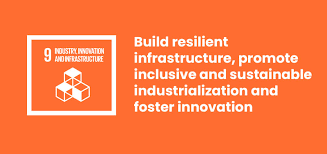 9 INDUSTRY, INNOVATION
AND INFRASTRUCTURE
Build resilient
infrastructure, promote
inclusive and sustainable
industrialization and
foster innovation